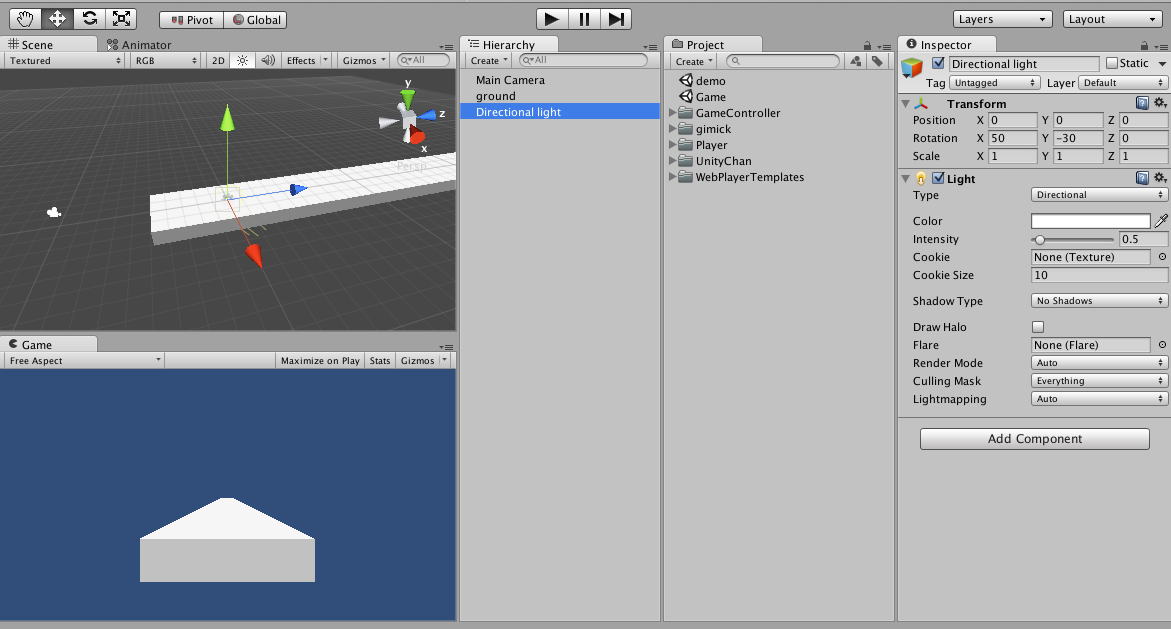 Pivot Global Layers Layout
Scene Animator
Textured RGB 2D Effects Gizmos All
y
z
x
Persp
Game
Free Aspect Maximize on Play Stats Gizmos
Hierarchy
Create All
Main Camera
ground
Directional light
Project
Create
demo
Game
GameController
gimick
Player
UnityChan
WebPlayerTemplates
Inspector
Directional light Static
Tag Untagged Layer Default
Transform
Position X 0 Y 0 Z 0
Rotation X 50 Y -30 Z 0
Scale X 1 Y 1 Z 1
Light
Type Directional
Color
Intensity 0.5
Cookie None (Texture)
Cookie Size 10
Shadow Type No Shadows
Draw Halo
Flare None (Flare)
Render Mode Auto
Culling Mask Everything
Lightmapping Auto
Add Component